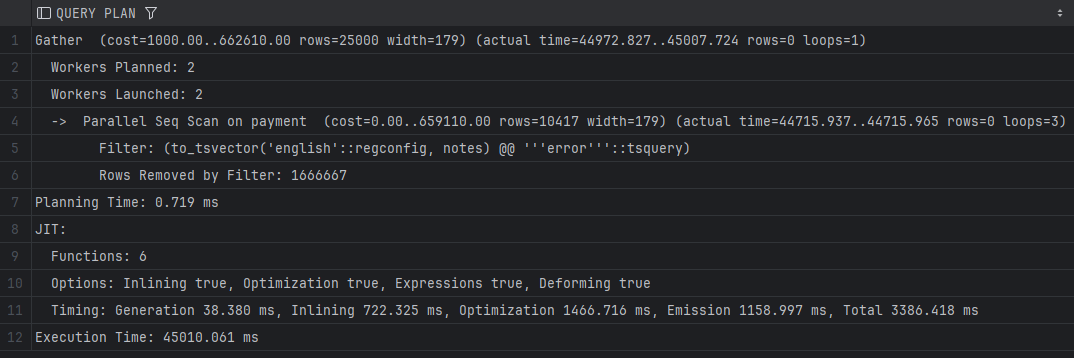 QUERY PLAN
1 Gather  (cost=1000.00..662610.00 rows=25000 width=179) (actual time=44972.827..45007.724 rows=0 loops=1)
2   Workers Planned: 2
3   Workers Launched: 2
4   ->  Parallel Seq Scan on payment  (cost=0.00..659110.00 rows=10417 width=179) (actual time=44715.937..44715.965 rows=0 loops=3)
5         Filter: (to_tsvector('english'::regconfig, notes) @@ '''error'''::tsquery)
6         Rows Removed by Filter: 1666667
7 Planning Time: 0.719 ms
8 JIT:
9   Functions: 6
10   Options: Inlining true, Optimization true, Expressions true, Deforming true
11   Timing: Generation 38.380 ms, Inlining 722.325 ms, Optimization 1466.716 ms, Emission 1158.997 ms, Total 3386.418 ms
12 Execution Time: 45010.061 ms